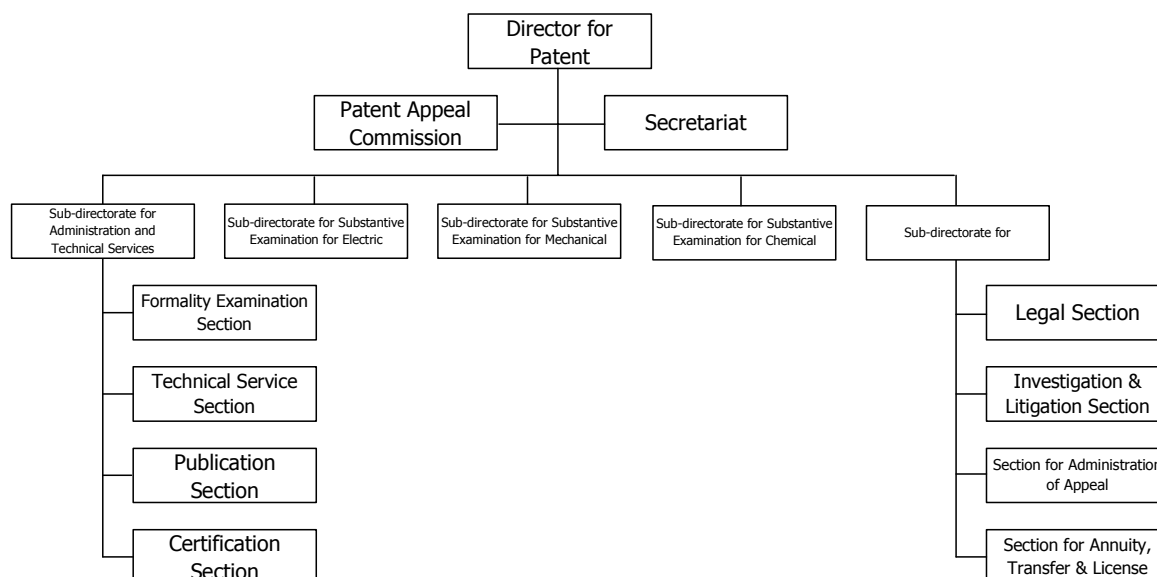 Director for
Patent
Patent Appeal
Commission
Secretariat
Sub-directorate for
Administration and
Technical Services
Sub-directorate for Substantive
Examination for Electric
Sub-directorate for Substantive
Examination for Mechanical
Sub-directorate for Substantive
Examination for Chemical
Sub-directorate for
Formality Examination
Section
Technical Service
Section
Publication
Section
Certification
Section
Legal Section
Investigation &
Litigation Section
Section for Administration
of Appeal
Section for Annuity,
Transfer & License